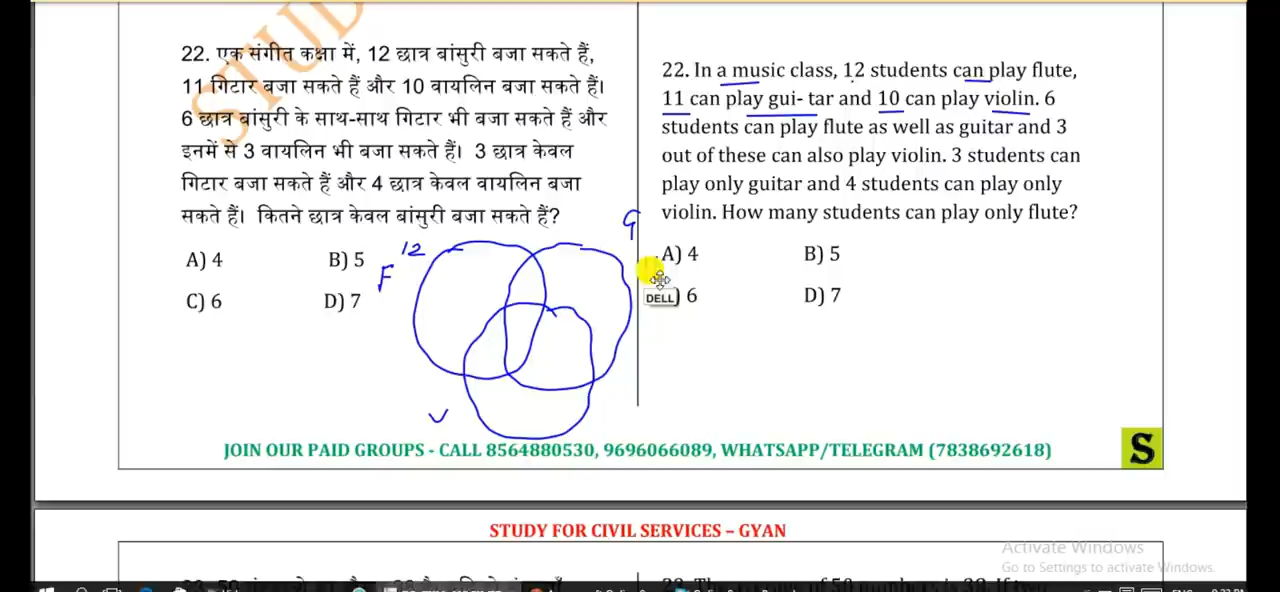 STUD
22. एक संगीत कक्षा में, 12 छात्र बांसुरी बजा सकते हैं,
11 गिटार बजा सकते हैं और 10 वायलिन बजा सकते हैं।
6 छात्र बांसुरी के साथ-साथ गिटार भी बजा सकते हैं और
इनमें से 3 वायलिन भी बजा सकते हैं। 3 छात्र केवल
गिटार बजा सकते हैं और 4 छात्र केवल वायलिन बजा
सकते हैं। कितने छात्र केवल बांसुरी बजा सकते हैं?
A) 4 B) 5
C) 6 D) 7
F 12 G
V
22. In a music class, 12 students can play flute,
11 can play gui- tar and 10 can play violin. 6
students can play flute as well as guitar and 3
out of these can also play violin. 3 students can
play only guitar and 4 students can play only
violin. How many students can play only flute?
A) 4 B) 5
DELL ) 6 D) 7
JOIN OUR PAID GROUPS - CALL 8564880530, 9696066089, WHATSAPP/TELEGRAM (7838692618)
S
STUDY FOR CIVIL SERVICES – GYAN
Activate Windows
Go to Settings to activate Windows.